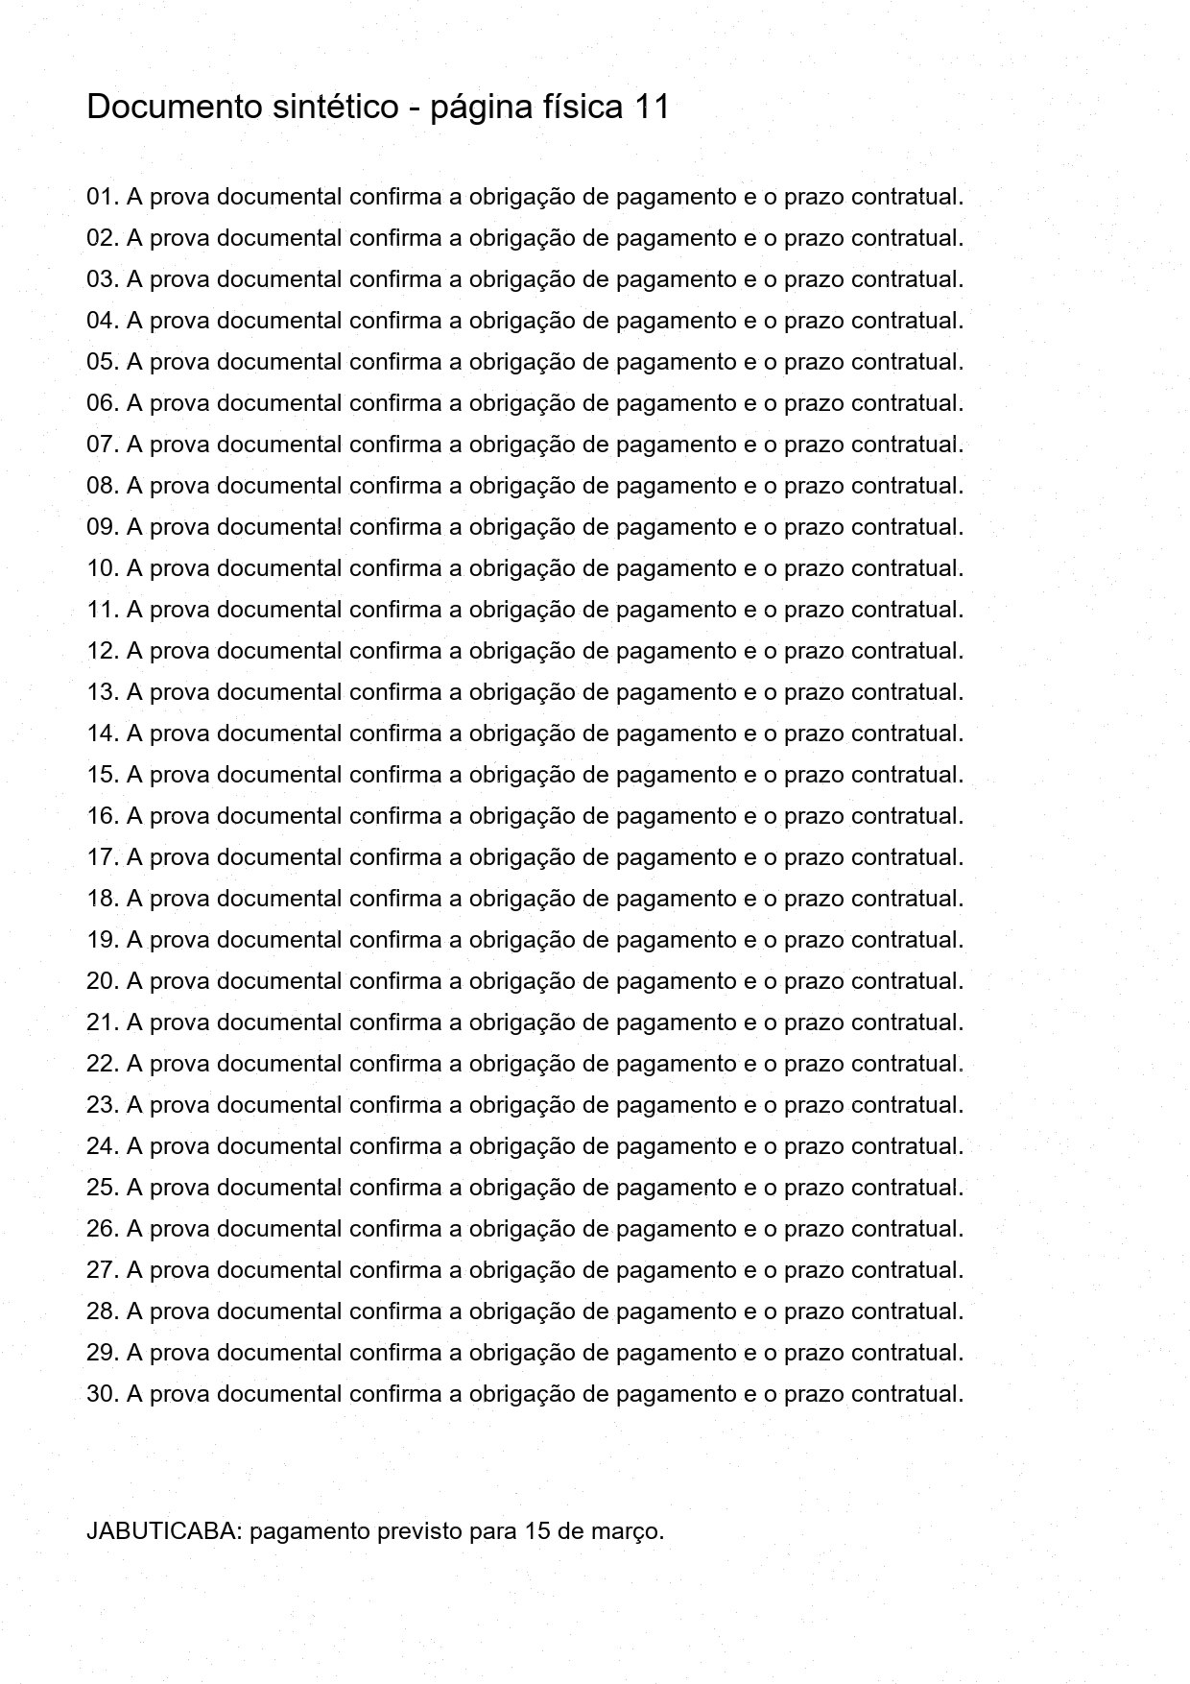 Documento sintético - página física 11
01. A prova documental confirma a obrigação de pagamento e o prazo contratual.
02. A prova documental confirma a obrigação de pagamento e o prazo contratual.
03. A prova documental confirma a obrigação de pagamento e o prazo contratual.
04. A prova documental confirma a obrigação de pagamento e o prazo contratual.
05. A prova documental confirma a obrigação de pagamento e o prazo contratual.
06. A prova documental confirma a obrigação de pagamento e o prazo contratual.
07. A prova documental confirma a obrigação de pagamento e o prazo contratual.
08. A prova documental confirma a obrigação de pagamento e o prazo contratual.
09. A prova documental confirma a obrigação de pagamento e o prazo contratual.
10. A prova documental confirma a obrigação de pagamento e o prazo contratual.
11. A prova documental confirma a obrigação de pagamento e o prazo contratual.
12. A prova documental confirma a obrigação de pagamento e o prazo contratual.
13. A prova documental confirma a obrigação de pagamento e o prazo contratual.
14. A prova documental confirma a obrigação de pagamento e o prazo contratual.
15. A prova documental confirma a obrigação de pagamento e o prazo contratual.
16. A prova documental confirma a obrigação de pagamento e o prazo contratual.
17. A prova documental confirma a obrigação de pagamento e o prazo contratual.
18. A prova documental confirma a obrigação de pagamento e o prazo contratual.
19. A prova documental confirma a obrigação de pagamento e o prazo contratual.
20. A prova documental confirma a obrigação de pagamento e o prazo contratual.
21. A prova documental confirma a obrigação de pagamento e o prazo contratual.
22. A prova documental confirma a obrigação de pagamento e o prazo contratual.
23. A prova documental confirma a obrigação de pagamento e o prazo contratual.
24. A prova documental confirma a obrigação de pagamento e o prazo contratual.
25. A prova documental confirma a obrigação de pagamento e o prazo contratual.
26. A prova documental confirma a obrigação de pagamento e o prazo contratual.
27. A prova documental confirma a obrigação de pagamento e o prazo contratual.
28. A prova documental confirma a obrigação de pagamento e o prazo contratual.
29. A prova documental confirma a obrigação de pagamento e o prazo contratual.
30. A prova documental confirma a obrigação de pagamento e o prazo contratual.
JABUTICABA: pagamento previsto para 15 de março.